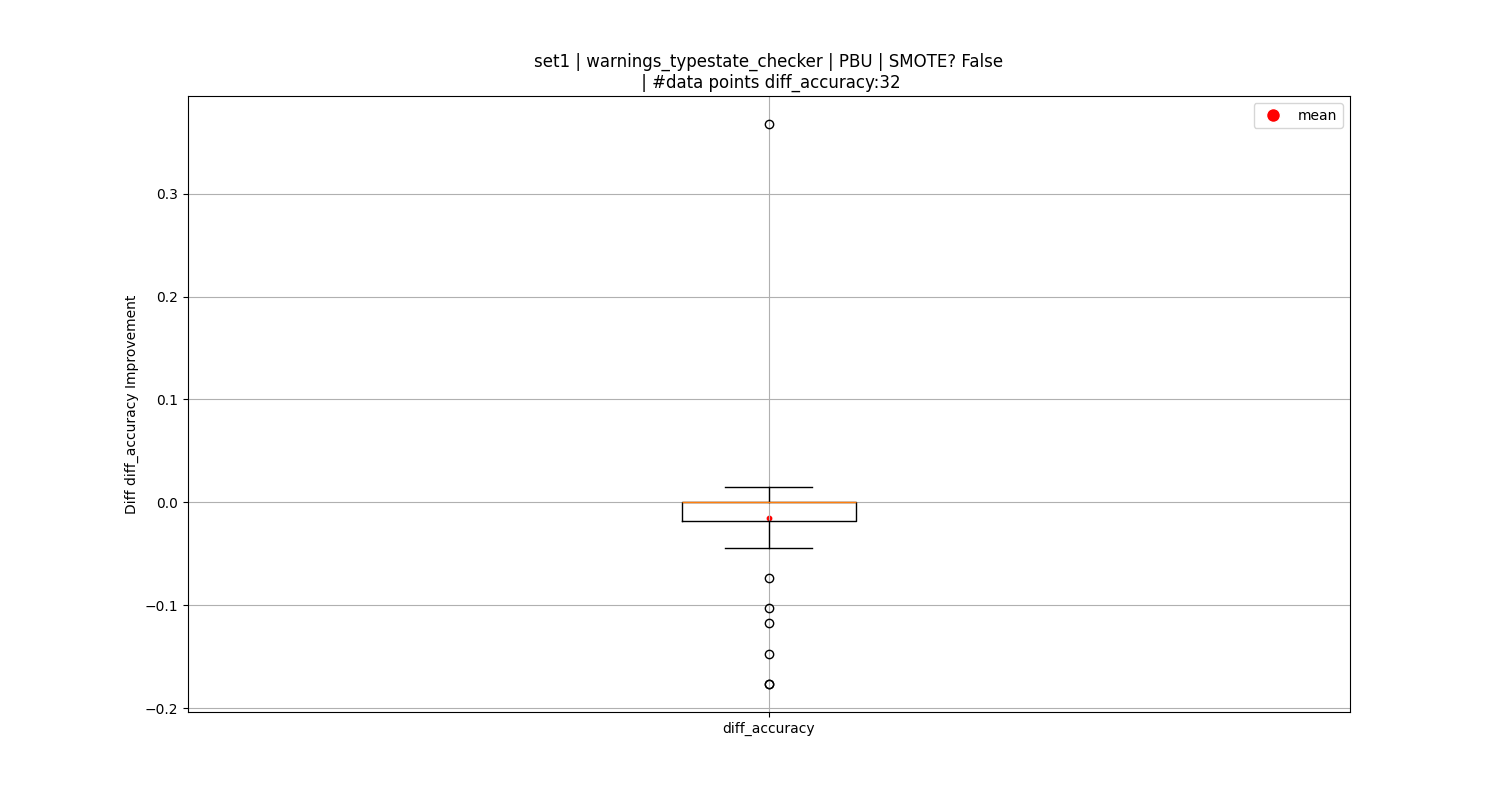 set1 | warnings_typestate_checker | PBU | SMOTE? False
| #data points diff_accuracy:32
mean
0.3
0.2
0.1
0.0
−0.1
−0.2
Diff diff_accuracy Improvement
diff_accuracy